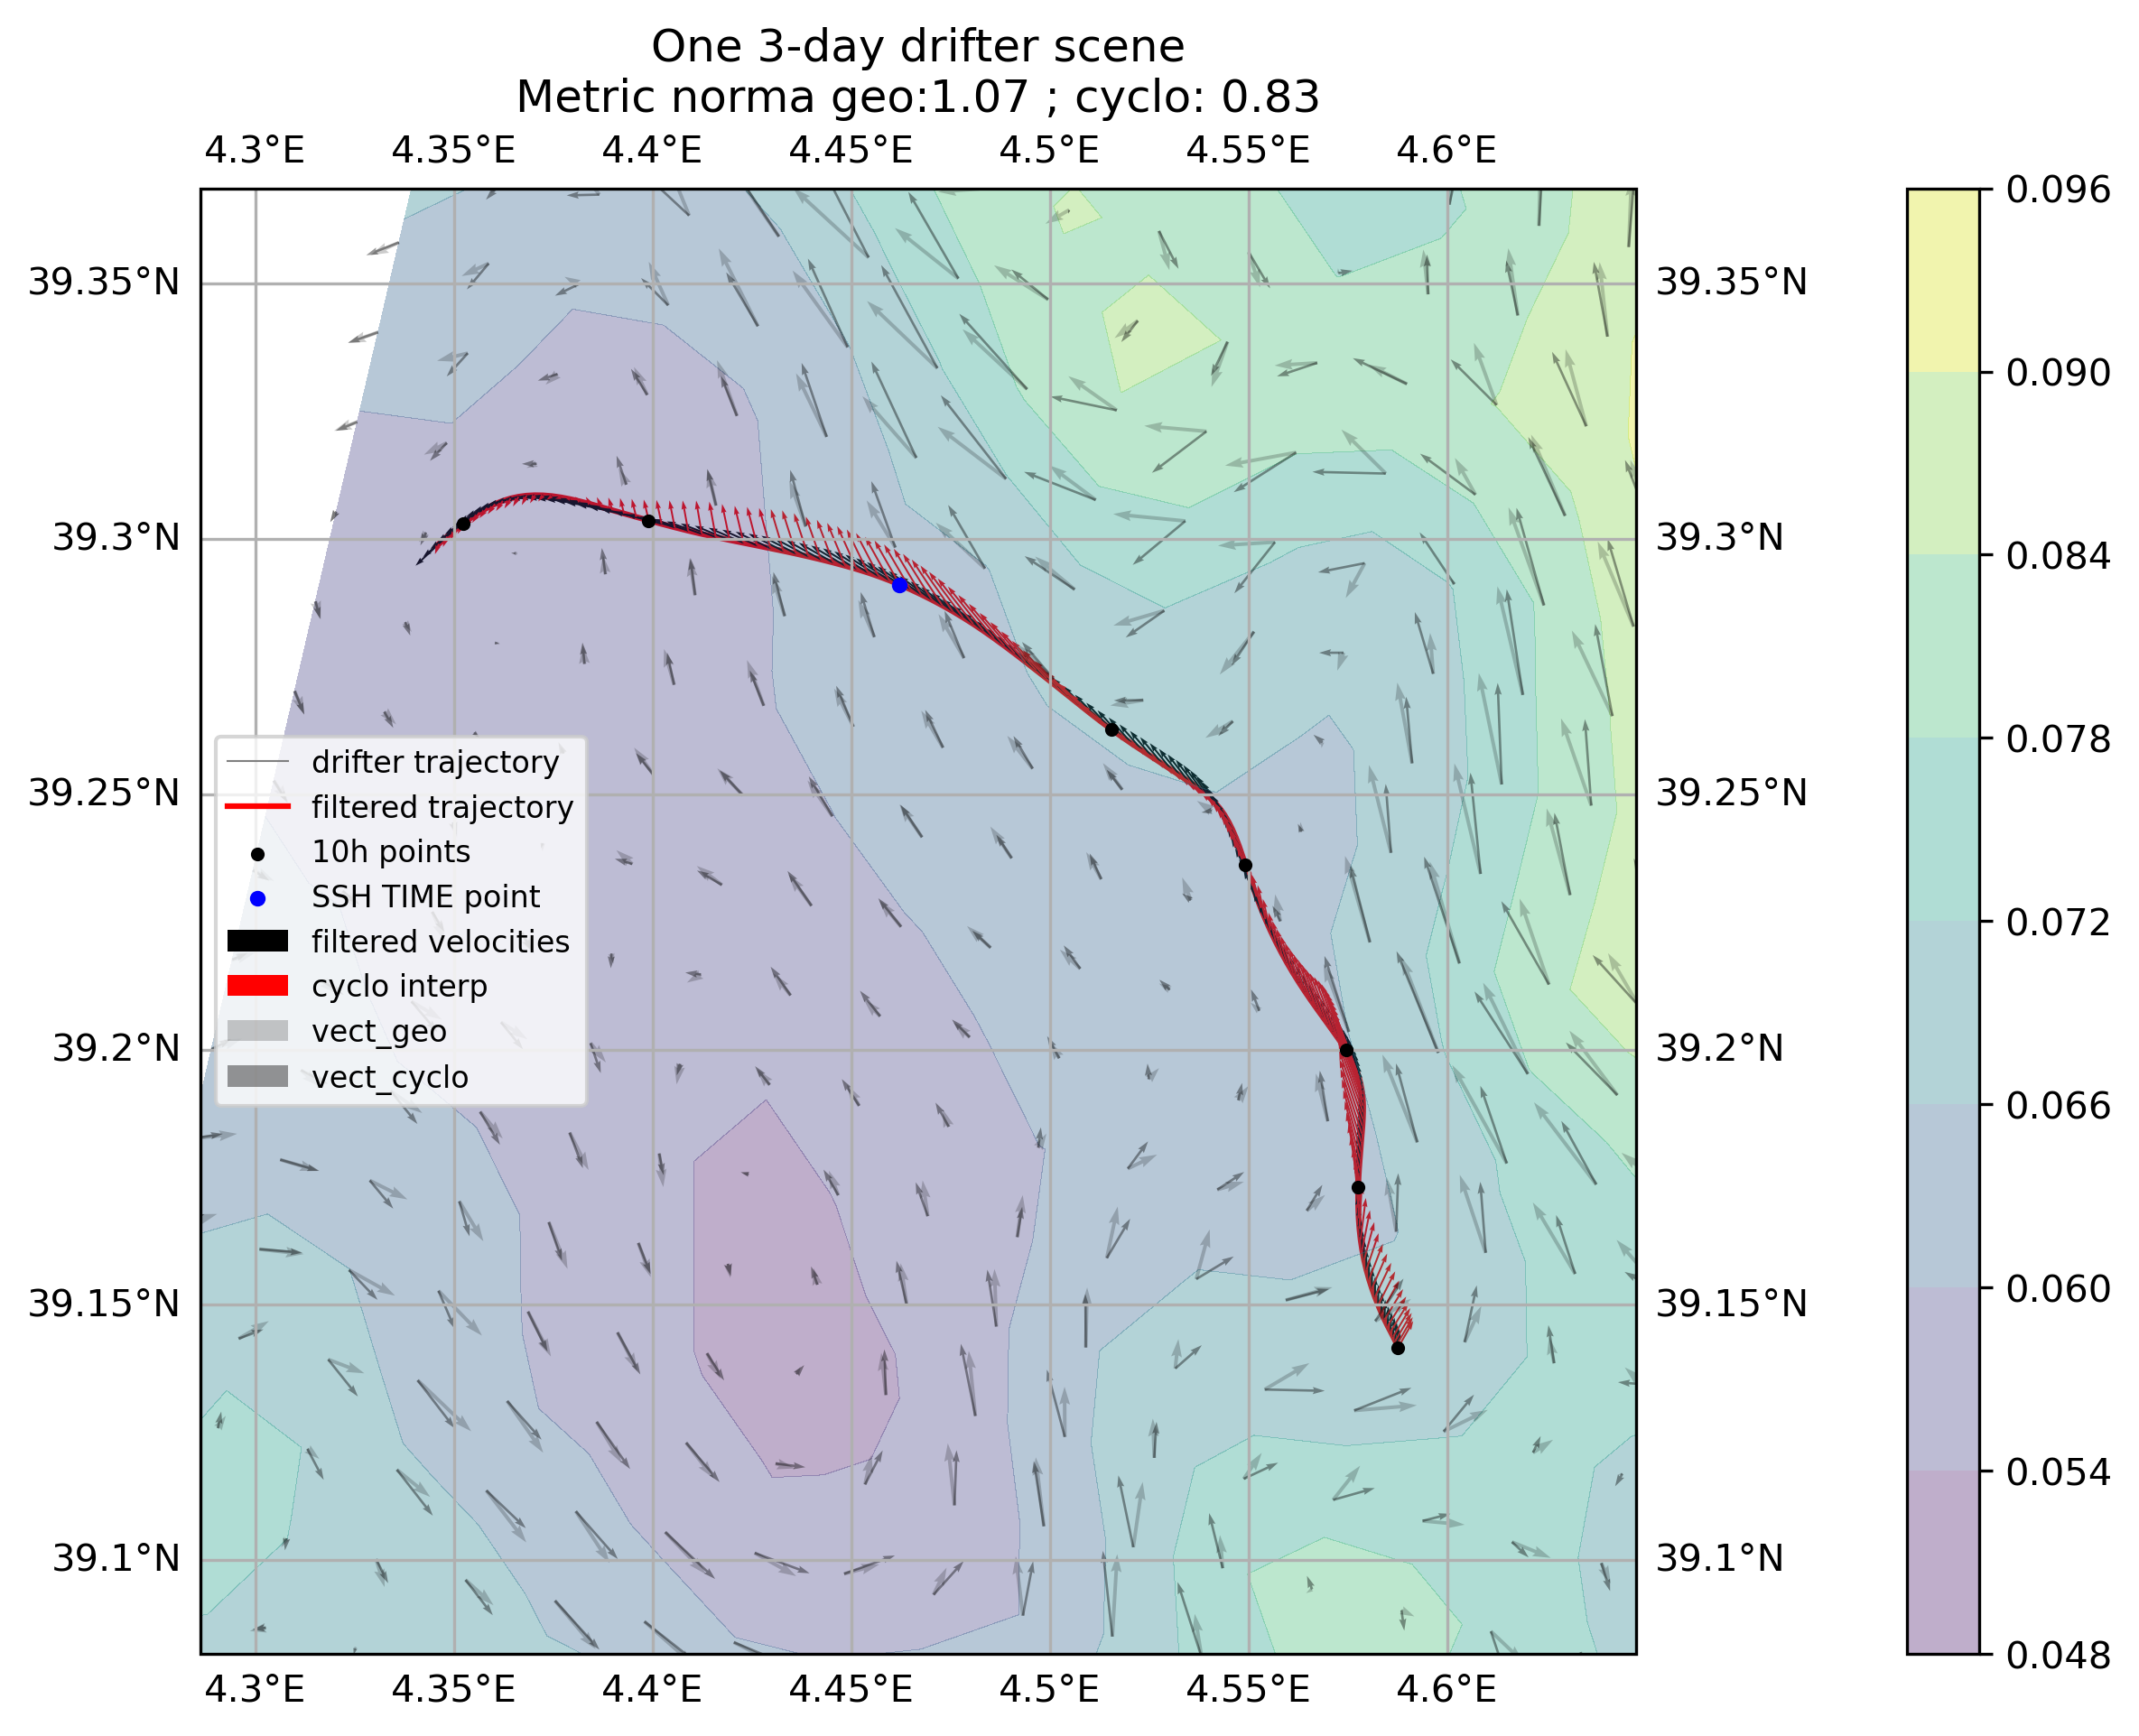 One 3-day drifter scene
Metric norma geo:1.07 ; cyclo: 0.83
4.3°E 4.35°E 4.4°E 4.45°E 4.5°E 4.55°E 4.6°E
39.35°N 39.35°N
39.3°N 39.3°N
39.25°N 39.25°N
39.2°N 39.2°N
39.15°N 39.15°N
39.1°N 39.1°N
drifter trajectory
filtered trajectory
10h points
SSH TIME point
filtered velocities
cyclo interp
vect_geo
vect_cyclo
4.3°E 4.35°E 4.4°E 4.45°E 4.5°E 4.55°E 4.6°E
0.096
0.090
0.084
0.078
0.072
0.066
0.060
0.054
0.048